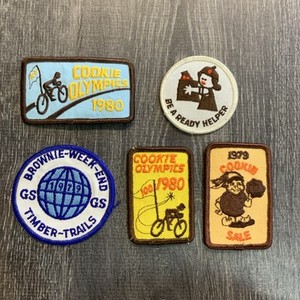 COOKIE
OLYMPICS
1980
BE A READY HELPER
BROWNIE-WEEK-END
1979
GS GS
TIMBER-TRAILS
COOKIE
OLYMPICS
100 1980
1979
COOKIE
SALE